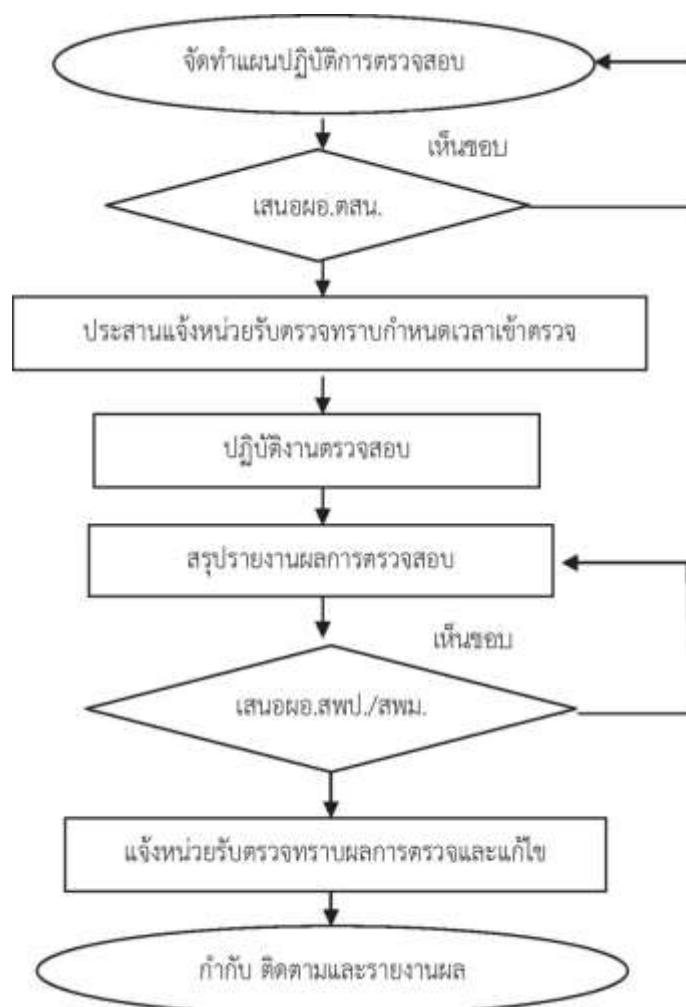 จัดทำแผนปฏิบัติการตรวจสอบ
เห็นชอบ
เสนอผอ.ตสน.
ประสานแจ้งหน่วยรับตรวจทราบกำหนดเวลาเข้าตรวจ
ปฏิบัติงานตรวจสอบ
สรุปรายงานผลการตรวจสอบ
เห็นชอบ
เสนอผอ.สพป./สพม.
แจ้งหน่วยรับตรวจทราบผลการตรวจและแก้ไข
กำกับ ติดตามและรายงานผล